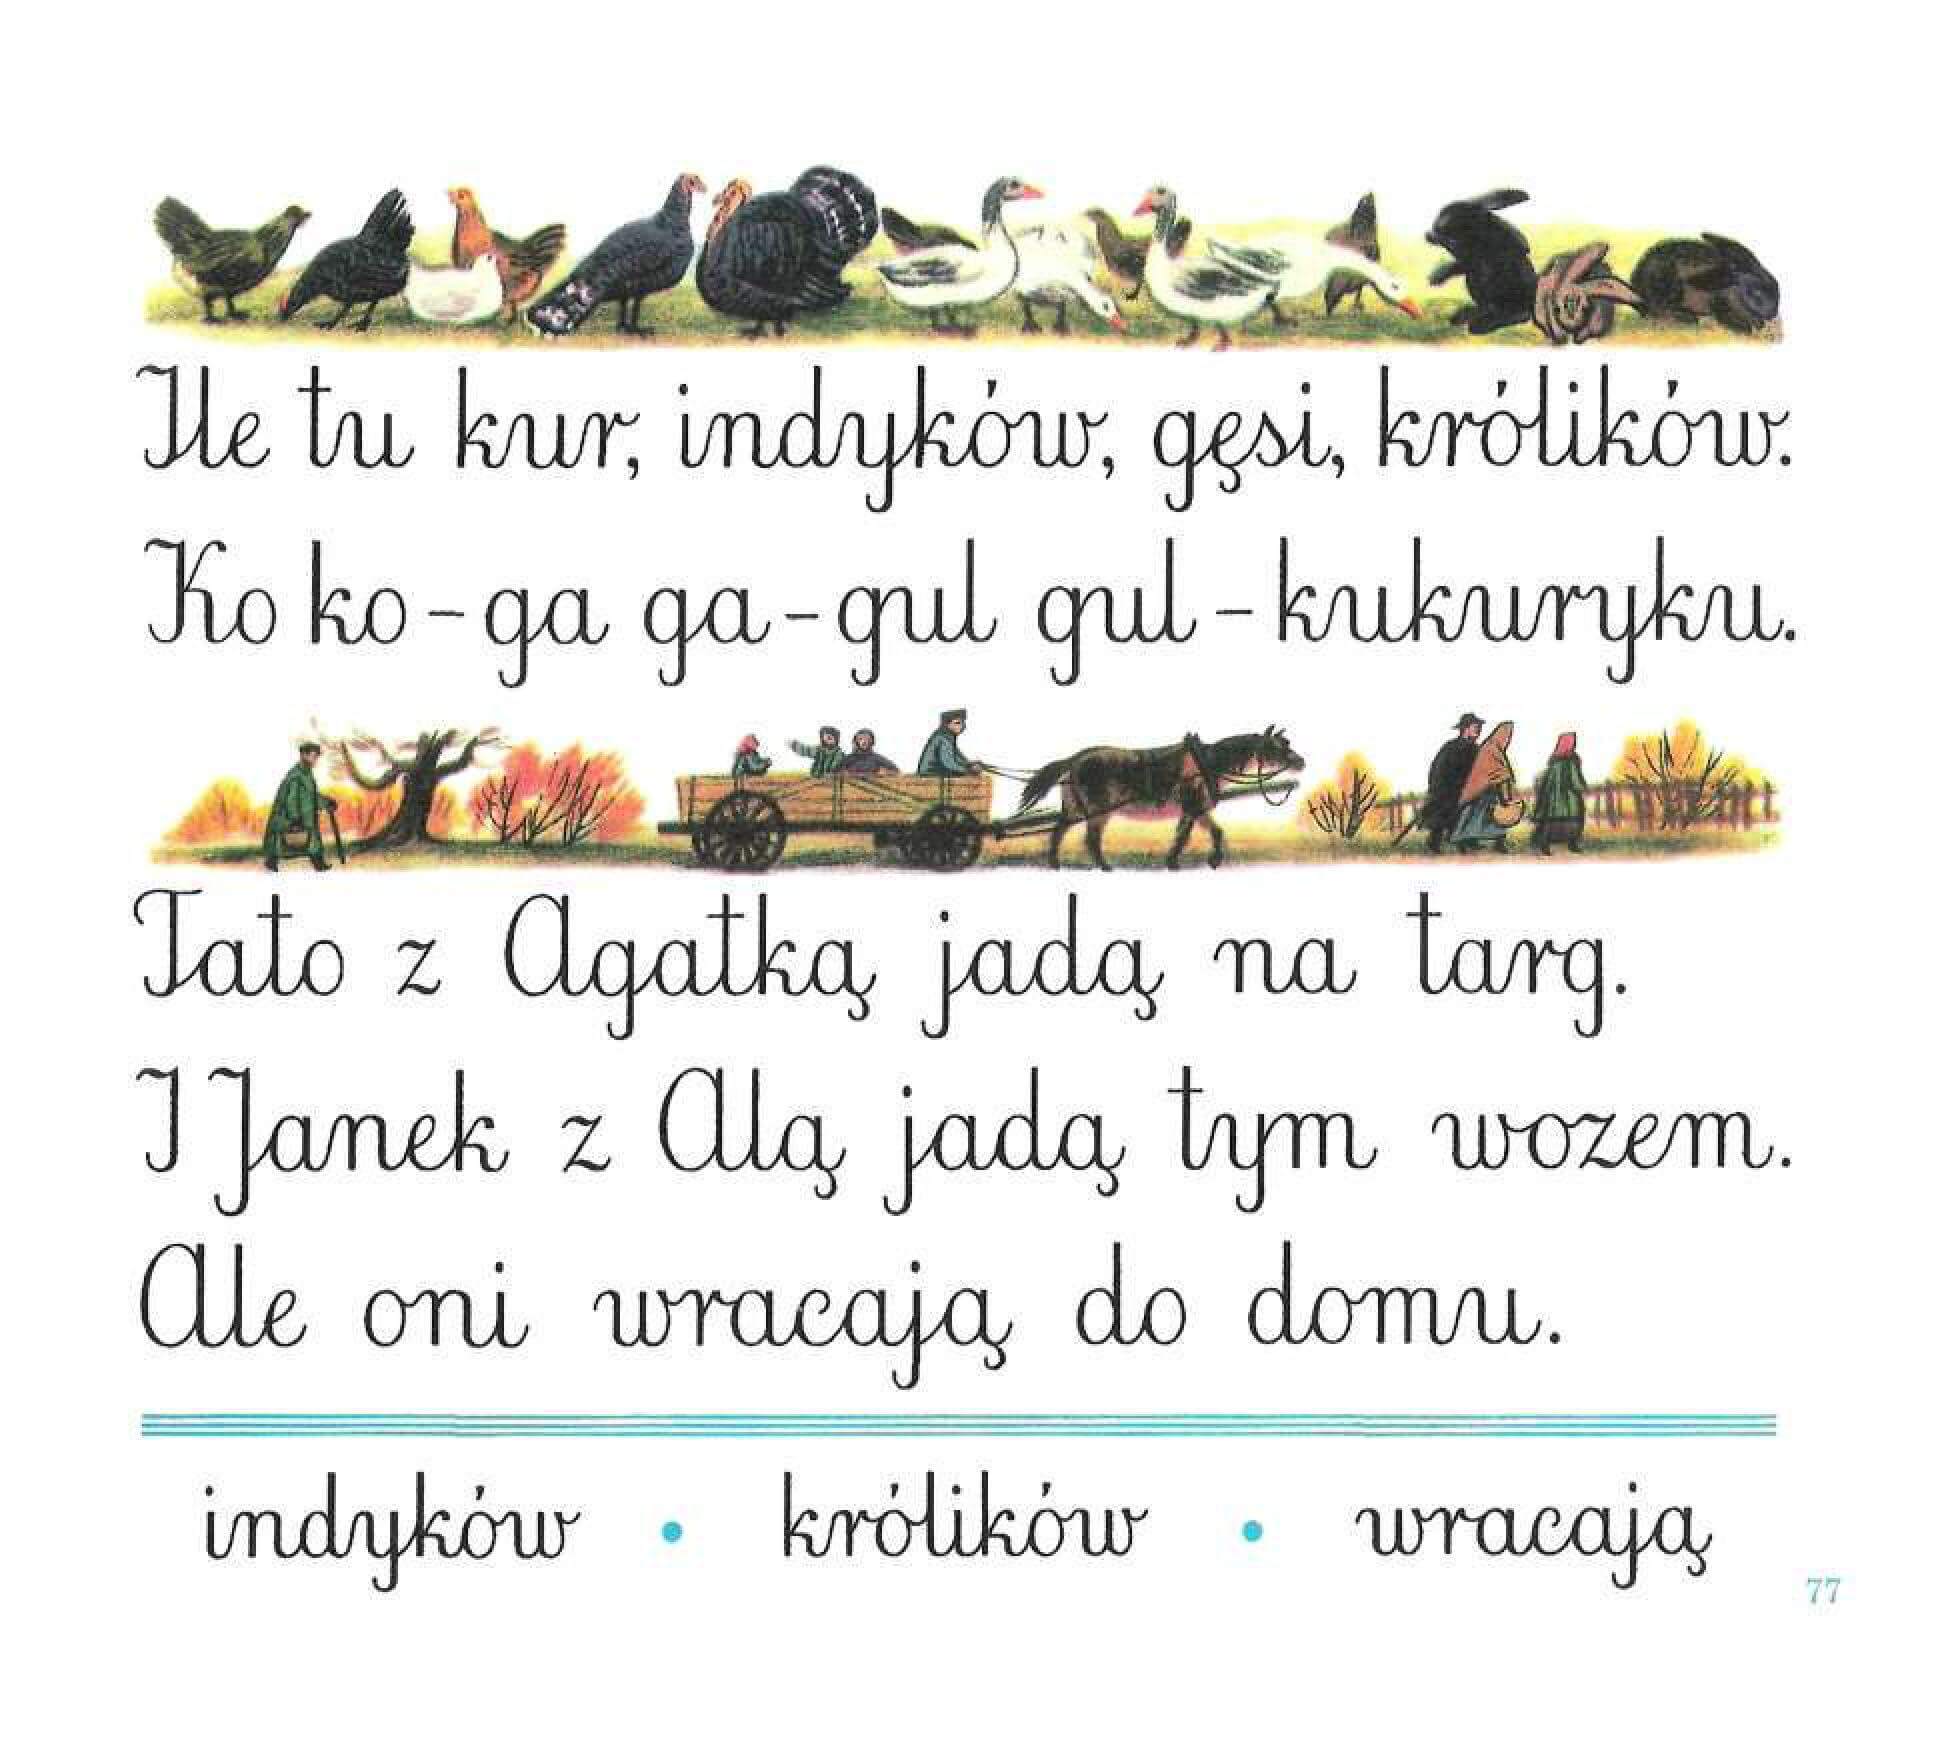 Ile tu kur, indyków, gęsi, królików.
Ko ko - ga ga - gul gul - kukuryku.
Tato z Agatką jadą na targ.
I Janek z Alą jadą tym wozem.
Ale oni wracają do domu.
indyków • królików • wracają
77